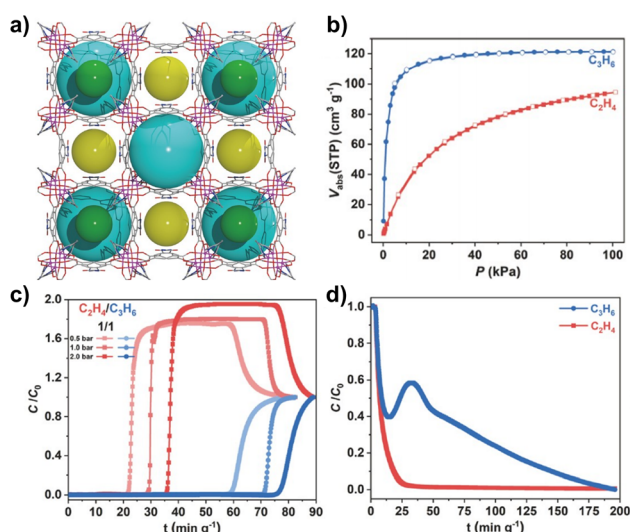 a)
b)
120
100
80
60
40
20
0
V_abs(STP) (cm³ g⁻¹)
C₃H₆
C₂H₄
0 20 40 60 80 100
P (kPa)
c)
2.0
1.6
1.2
0.8
0.4
0.0
C/C₀
C₂H₄/C₃H₆
1/1
0.5 bar
1.0 bar
2.0 bar
0 10 20 30 40 50 60 70 80 90
t (min g⁻¹)
d)
1.0
0.8
0.6
0.4
0.2
0.0
C/C₀
C₃H₆
C₂H₄
0 25 50 75 100 125 150 175 200
t (min g⁻¹)